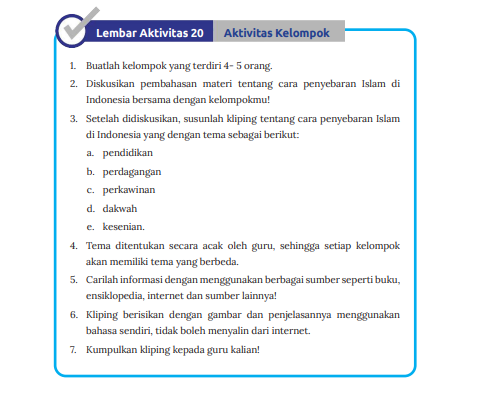 Lembar Aktivitas 20 Aktivitas Kelompok
1. Buatlah kelompok yang terdiri 4- 5 orang.
2. Diskusikan pembahasan materi tentang cara penyebaran Islam di
Indonesia bersama dengan kelompokmu!
3. Setelah didiskusikan, susunlah kliping tentang cara penyebaran Islam
di Indonesia yang dengan tema sebagai berikut:
a. pendidikan
b. perdagangan
c. perkawinan
d. dakwah
e. kesenian.
4. Tema ditentukan secara acak oleh guru, sehingga setiap kelompok
akan memiliki tema yang berbeda.
5. Carilah informasi dengan menggunakan berbagai sumber seperti buku,
ensiklopedia, internet dan sumber lainnya!
6. Kliping berisikan dengan gambar dan penjelasannya menggunakan
bahasa sendiri, tidak boleh menyalin dari internet.
7. Kumpulkan kliping kepada guru kalian!